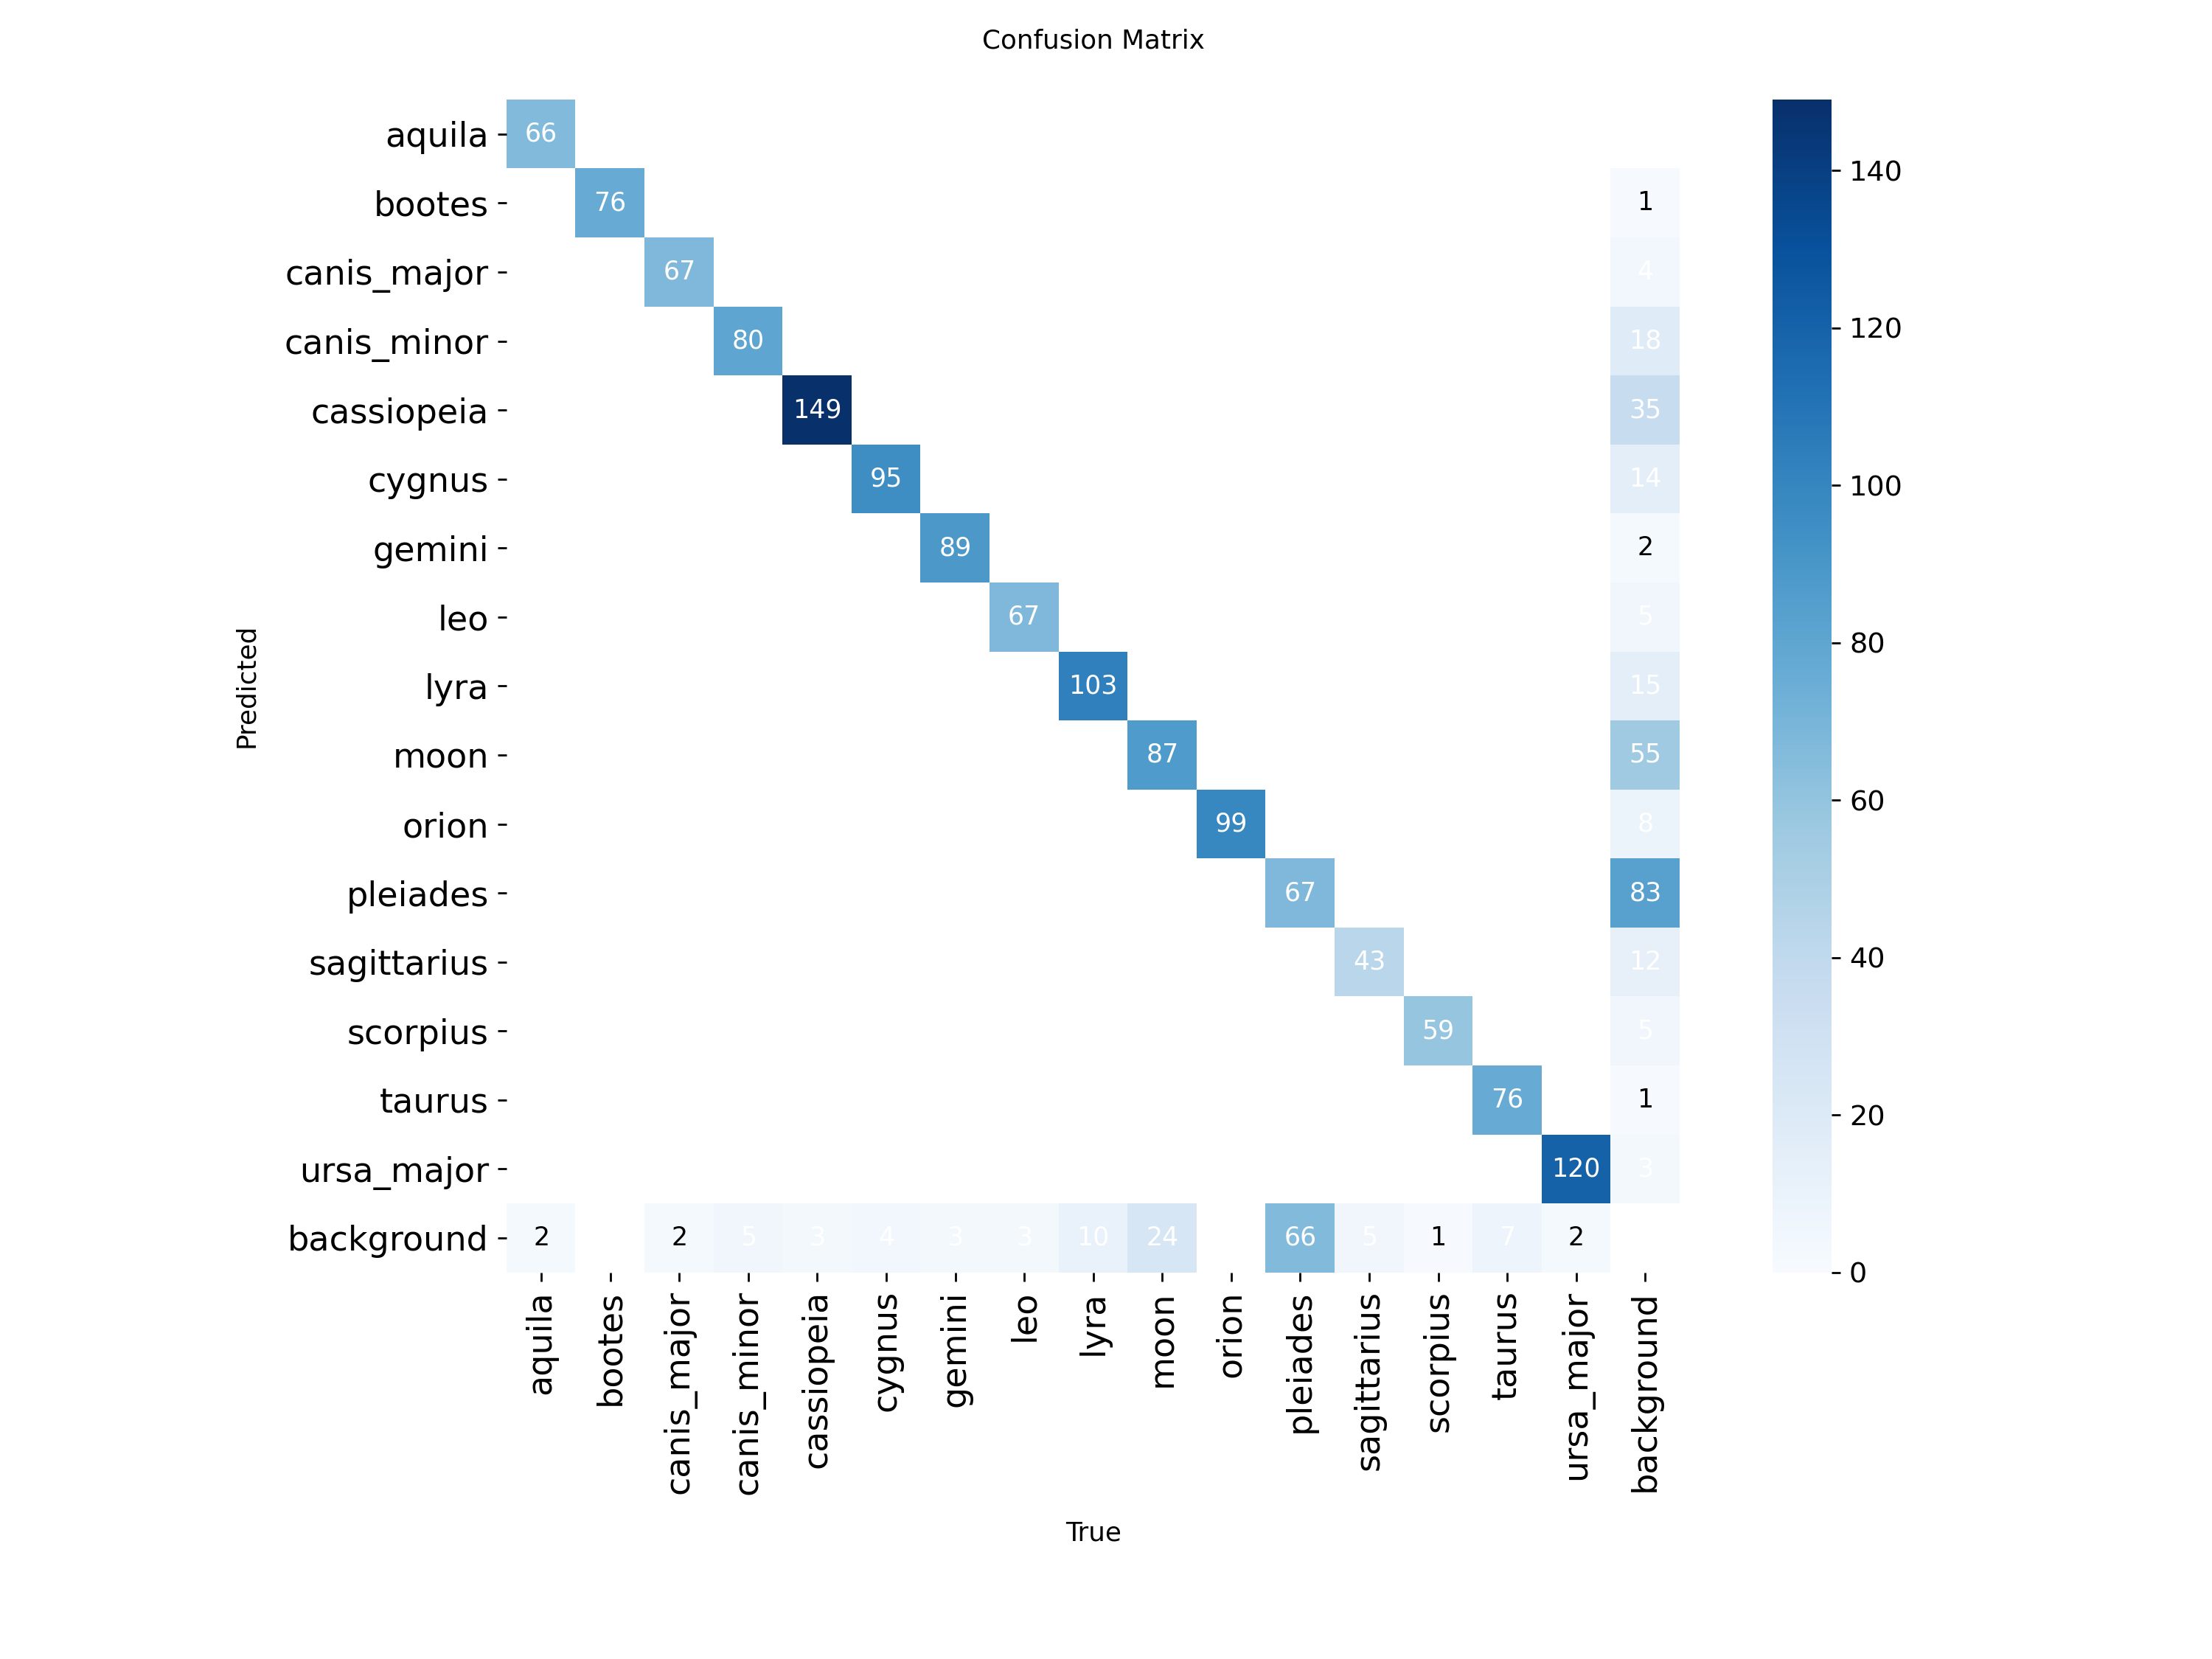 Confusion Matrix
aquila 66
bootes 76 1
canis_major 67 4
canis_minor 80 18
cassiopeia 149 35
cygnus 95 14
gemini 89 2
leo 67 5
lyra 103 15
moon 87 55
orion 99 8
pleiades 67 83
sagittarius 43 12
scorpius 59 5
taurus 76 1
ursa_major 120 3
background 2 2 5 3 4 3 3 10 24 66 5 1 7 2
Predicted
aquila
bootes
canis_major
canis_minor
cassiopeia
cygnus
gemini
leo
lyra
moon
orion
pleiades
sagittarius
scorpius
taurus
ursa_major
background
True
140
120
100
80
60
40
20
0